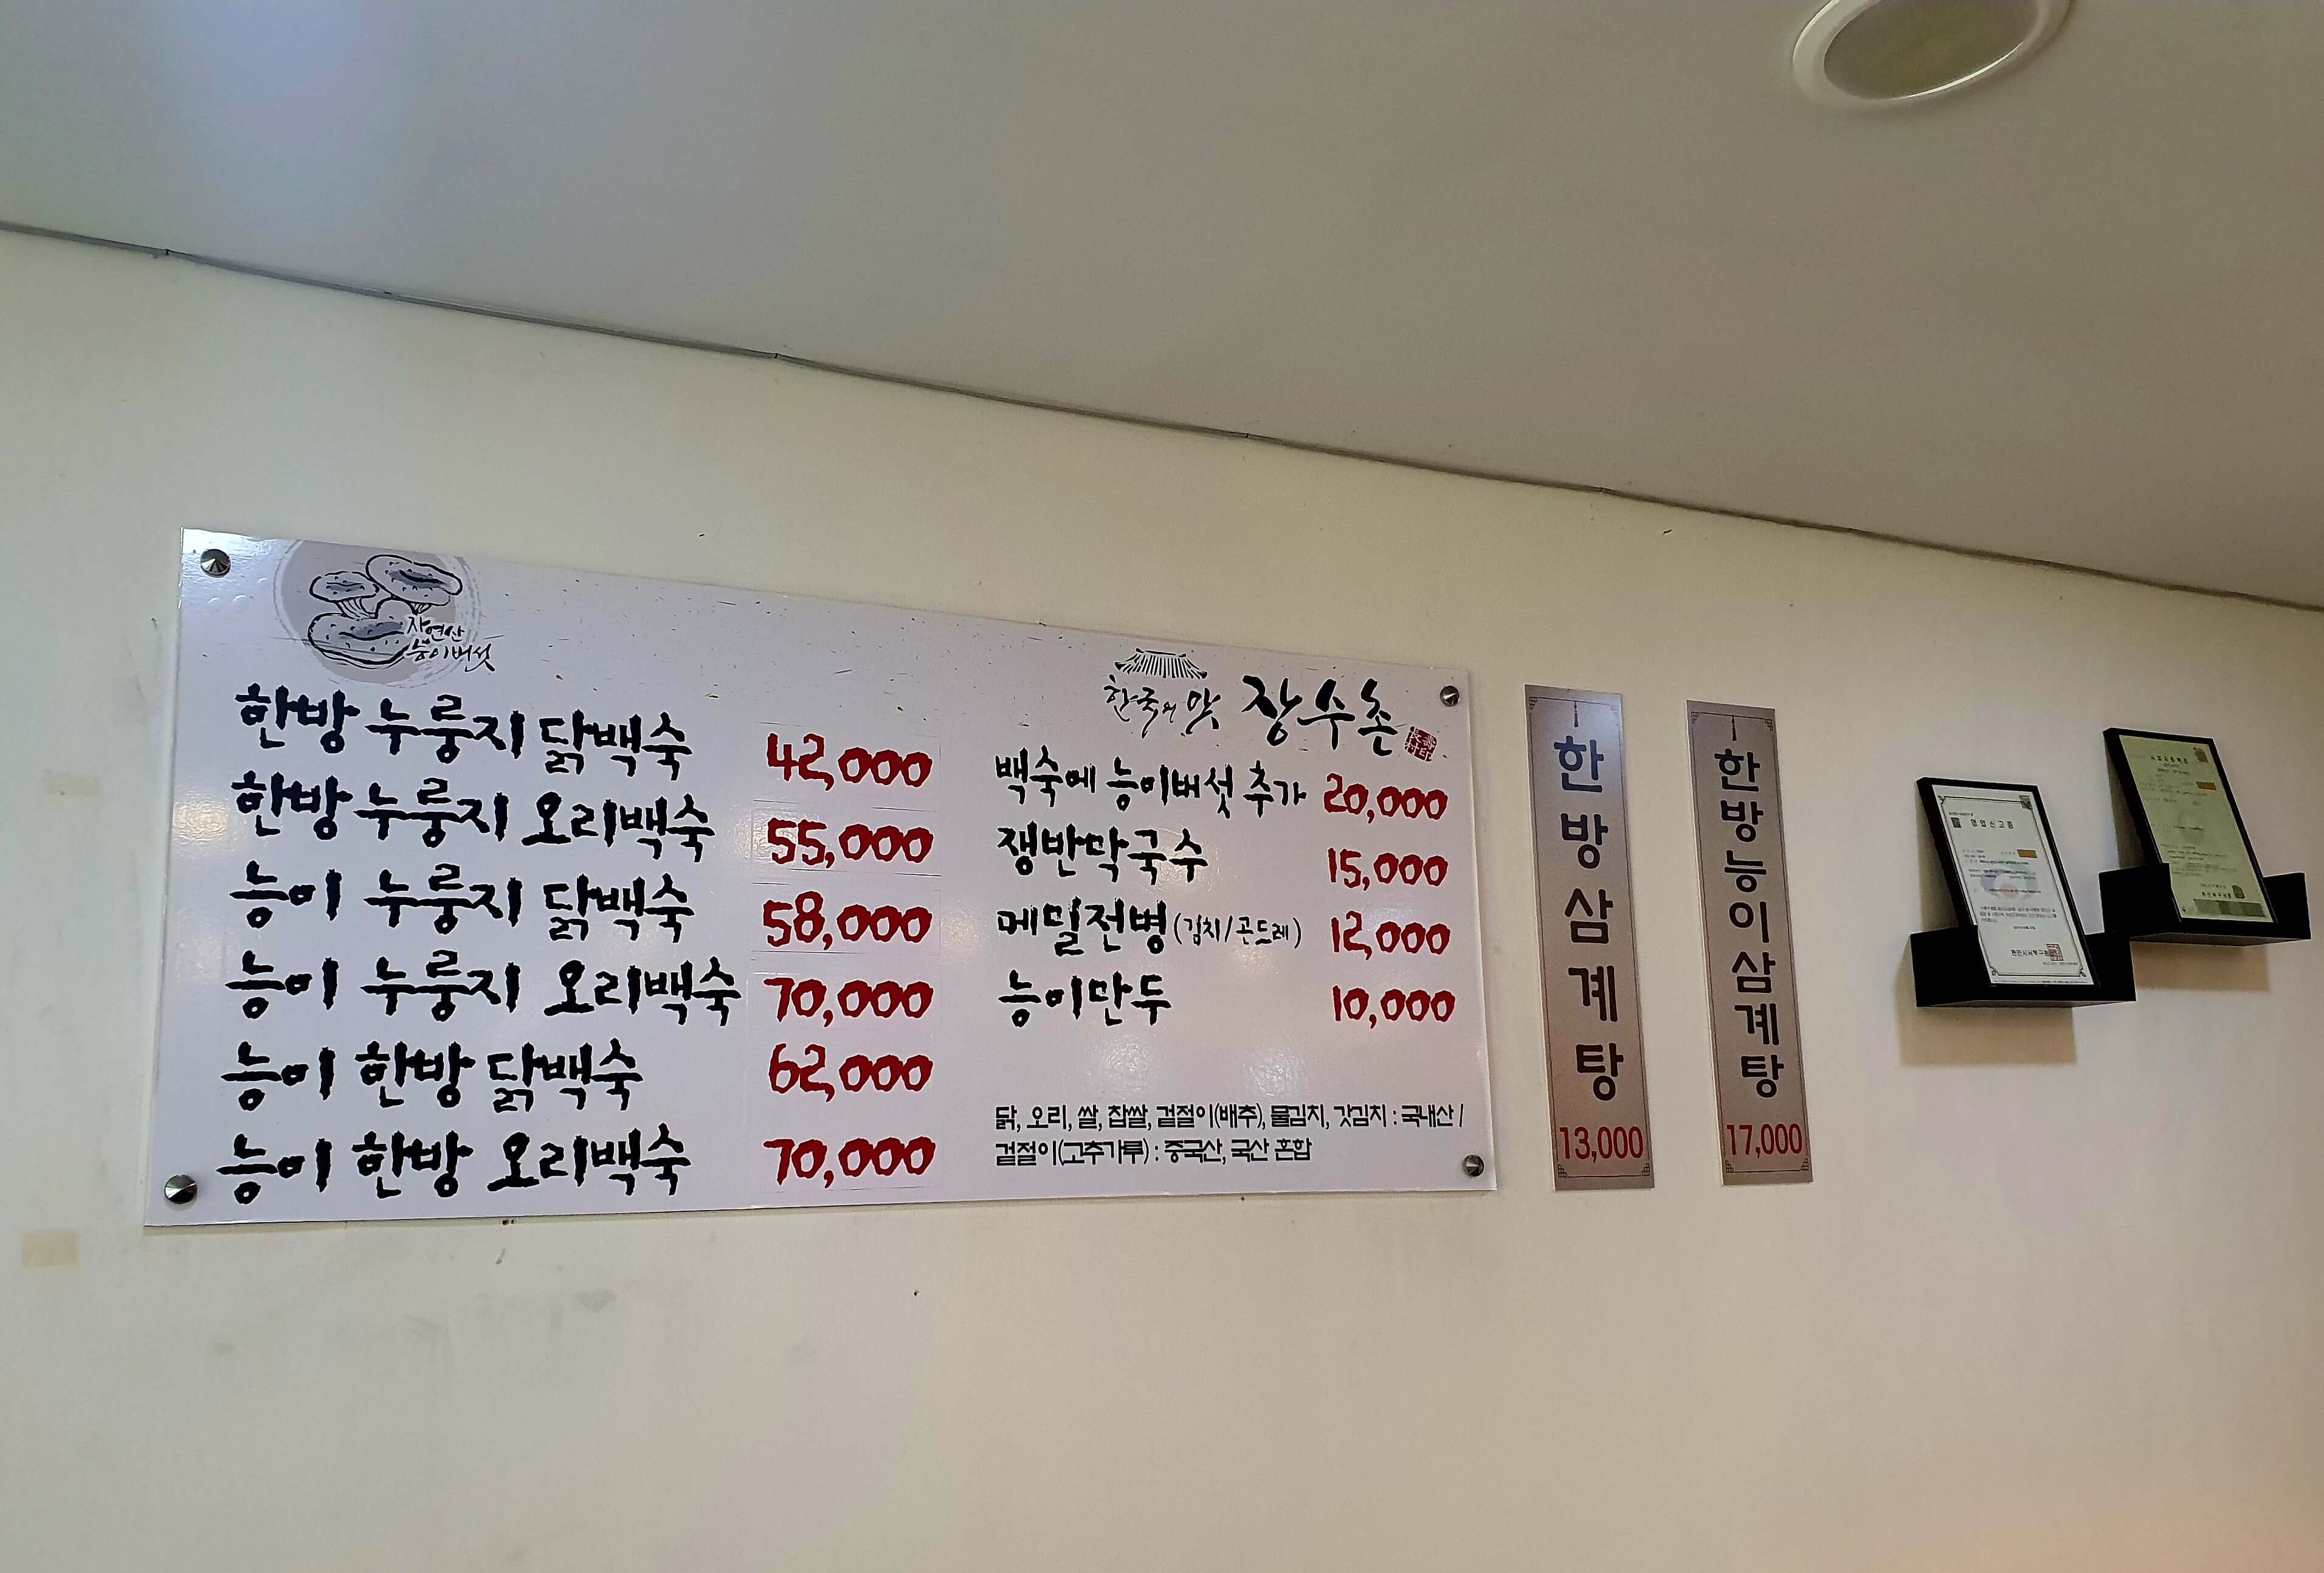 자연산
능이버섯
한방 누룽지 닭백숙 42,000
한방 누룽지 오리백숙 55,000
능이 누룽지 닭백숙 58,000
능이 누룽지 오리백숙 70,000
능이 한방 닭백숙 62,000
능이 한방 오리백숙 70,000
한국의 맛 장수촌
백숙에 능이버섯 추가 20,000
쟁반막국수 15,000
메밀전병(김치/곤드레) 12,000
능이만두 10,000
닭, 오리, 쌀, 찹쌀, 겉절이(배추), 물김치, 갓김치 : 국내산 /
겉절이(고추가루) : 중국산, 국산 혼합
한방삼계탕
13,000
한방능이삼계탕
17,000
영업신고증